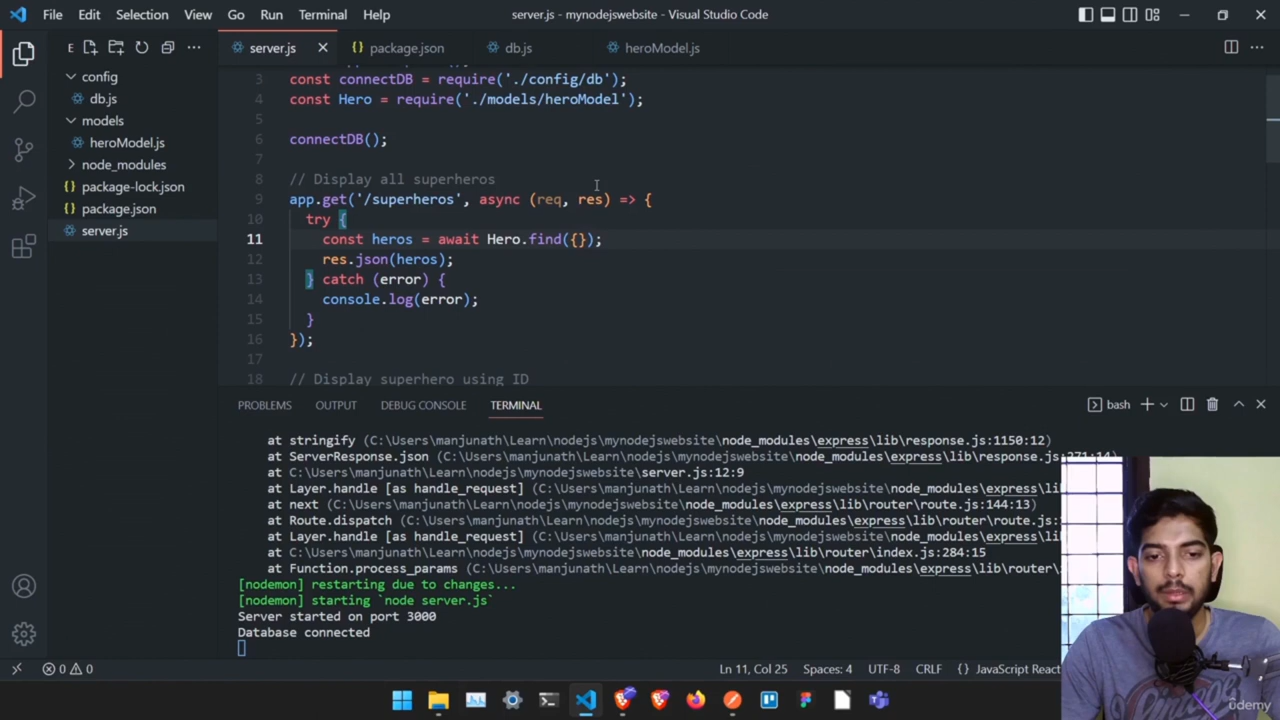 File Edit Selection View Go Run Terminal Help server.js - mynodejswebsite - Visual Studio Code
E
server.js package.json db.js heroModel.js
config
db.js
models
heroModel.js
node_modules
package-lock.json
package.json
server.js
3 const connectDB = require('./config/db');
4 const Hero = require('./models/heroModel');
5
6 connectDB();
7
8 // Display all superheros
9 app.get('/superheros', async (req, res) => {
10 try {
11 const heros = await Hero.find({});
12 res.json(heros);
13 } catch (error) {
14 console.log(error);
15 }
16 });
17
18 // Display superhero using ID
PROBLEMS OUTPUT DEBUG CONSOLE TERMINAL bash
at stringify (C:\Users\manjunath\Learn\nodejs\mynodejswebsite\node_modules\express\lib\response.js:1150:12)
at ServerResponse.json (C:\Users\manjunath\Learn\nodejs\mynodejswebsite\node_modules\express\lib\response.js:271:14)
at C:\Users\manjunath\Learn\nodejs\mynodejswebsite\server.js:12:9
at Layer.handle [as handle_request] (C:\Users\manjunath\Learn\nodejs\mynodejswebsite\node_modules\express\lib
at next (C:\Users\manjunath\Learn\nodejs\mynodejswebsite\node_modules\express\lib\router\route.js:144:13)
at Route.dispatch (C:\Users\manjunath\Learn\nodejs\mynodejswebsite\node_modules\express\lib\router\route.js:
at Layer.handle [as handle_request] (C:\Users\manjunath\Learn\nodejs\mynodejswebsite\node_modules\express\lib
at C:\Users\manjunath\Learn\nodejs\mynodejswebsite\node_modules\express\lib\router\index.js:284:15
at Function.process_params (C:\Users\manjunath\Learn\nodejs\mynodejswebsite\node_modules\express\lib\router\
[nodemon] restarting due to changes...
[nodemon] starting `node server.js`
Server started on port 3000
Database connected
0 0 Ln 11, Col 25 Spaces: 4 UTF-8 CRLF {} JavaScript React
udemy